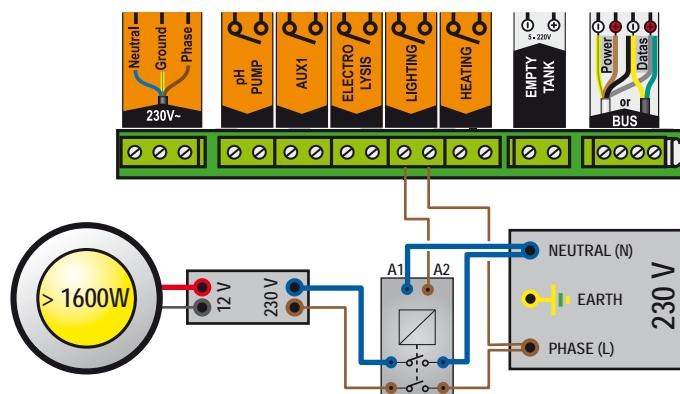 Neutral
Ground
Phase
230V~
pH
PUMP
AUX1
ELECTRO
LYSIS
LIGHTING
HEATING
5 - 220V
EMPTY
TANK
Power
Datas
or
BUS
> 1600W
12 V
230 V
A1
A2
NEUTRAL (N)
EARTH
PHASE (L)
230 V